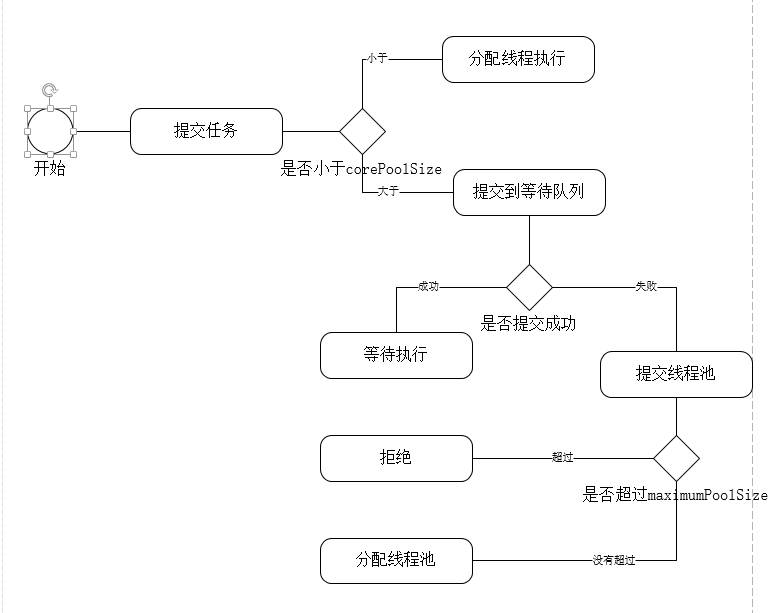 小于
分配线程执行
提交任务
开始
是否小于corePoolSize
大于
提交到等待队列
成功
失败
是否提交成功
等待执行
提交线程池
拒绝
超过
是否超过maximumPoolSize
分配线程池
没有超过